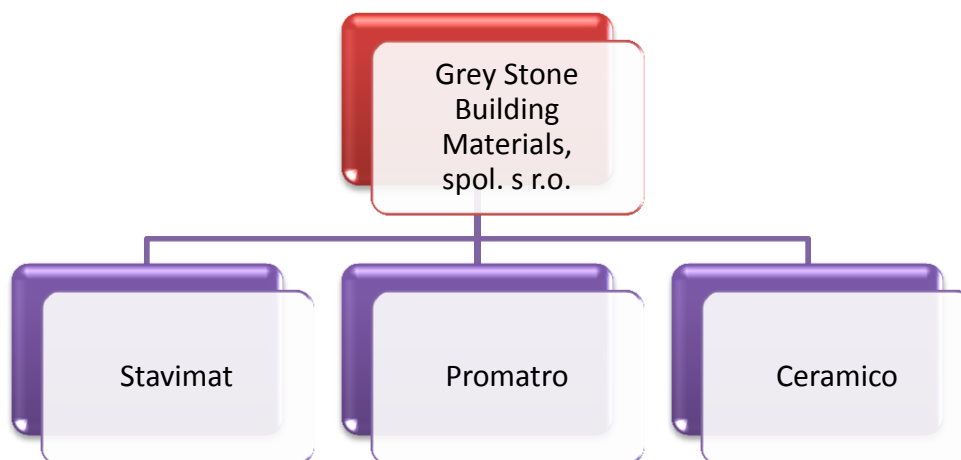 Grey Stone
Building
Materials,
spol. s r.o.
Stavimat
Promatro
Ceramico